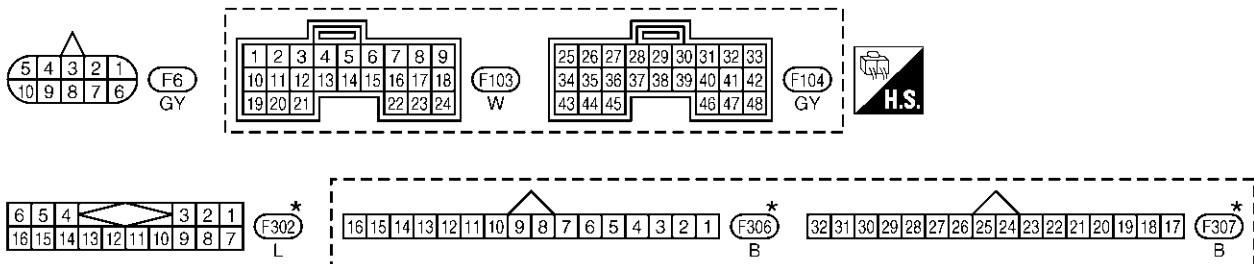 5 4 3 2 1
10 9 8 7 6
F6
GY
1 2 3 4 5 6 7 8 9
10 11 12 13 14 15 16 17 18
19 20 21 22 23 24
F103
W
25 26 27 28 29 30 31 32 33
34 35 36 37 38 39 40 41 42
43 44 45 46 47 48
F104
GY
H.S.
6 5 4 3 2 1
16 15 14 13 12 11 10 9 8 7
F302 *
L
16 15 14 13 12 11 10 9 8 7 6 5 4 3 2 1
F306 *
B
32 31 30 29 28 27 26 25 24 23 22 21 20 19 18 17
F307 *
B